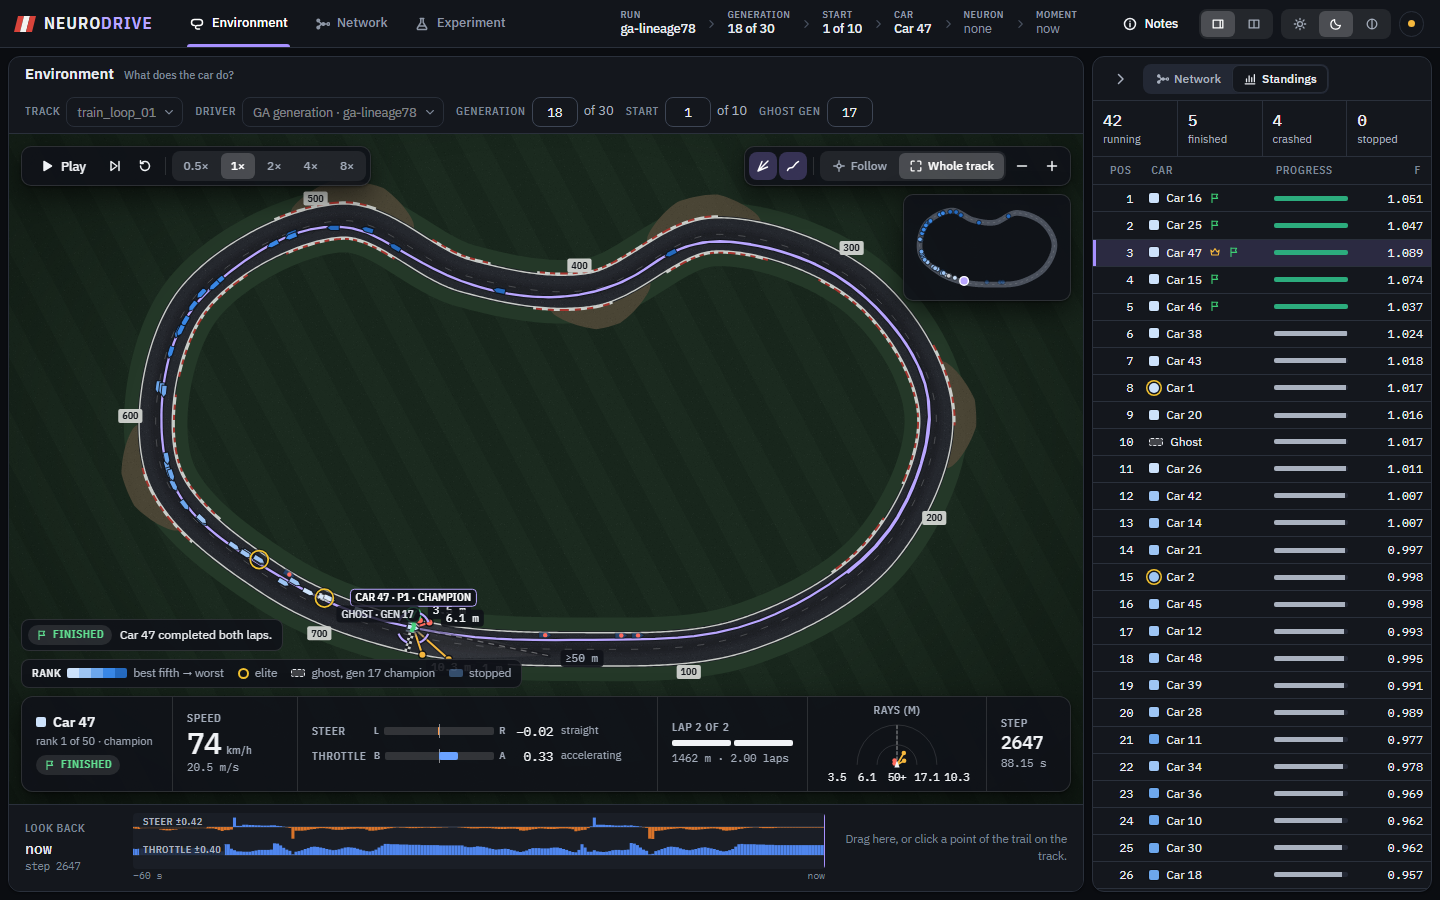 NEURODRIVE
Environment
Network
Experiment
RUN
ga-lineage78
GENERATION
18 of 30
START
1 of 10
CAR
Car 47
NEURON
none
MOMENT
now
Notes
Environment What does the car do?
TRACK train_loop_01 DRIVER GA generation · ga-lineage78 GENERATION 18 of 30 START 1 of 10 GHOST GEN 17
Play 0.5× 1× 2× 4× 8×
Follow Whole track
500
400
300
600
200
700
100
CAR 47 · P1 · CHAMPION
GHOST · GEN 17
6.1 m
≥50 m
FINISHED Car 47 completed both laps.
RANK best fifth → worst elite ghost, gen 17 champion stopped
Car 47
rank 1 of 50 · champion
FINISHED
SPEED
74 km/h
20.5 m/s
STEER L R −0.02 straight
THROTTLE B A 0.33 accelerating
LAP 2 OF 2
1462 m · 2.00 laps
RAYS (M)
3.5 6.1 50+ 17.1 10.3
STEP
2647
88.15 s
LOOK BACK
now
step 2647
STEER ±0.42
THROTTLE ±0.40
−60 s
now
Drag here, or click a point of the trail on the
track.
Network Standings
42 running
5 finished
4 crashed
0 stopped
POS CAR PROGRESS F
1 Car 16 1.051
2 Car 25 1.047
3 Car 47 1.089
4 Car 15 1.074
5 Car 46 1.037
6 Car 38 1.024
7 Car 43 1.018
8 Car 1 1.017
9 Car 20 1.016
10 Ghost 1.017
11 Car 26 1.011
12 Car 42 1.007
13 Car 14 1.007
14 Car 21 0.997
15 Car 2 0.998
16 Car 45 0.998
17 Car 12 0.993
18 Car 48 0.995
19 Car 39 0.991
20 Car 28 0.989
21 Car 11 0.977
22 Car 34 0.978
23 Car 36 0.969
24 Car 10 0.962
25 Car 30 0.962
26 Car 18 0.957